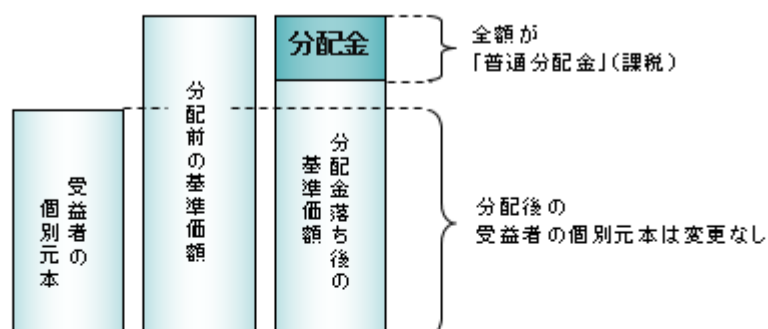 分配金
全額が
「普通分配金」(課税)
受益者の
個別元本
分配前の基準価額
分配金落ち後の
基準価額
分配後の
受益者の個別元本は変更なし